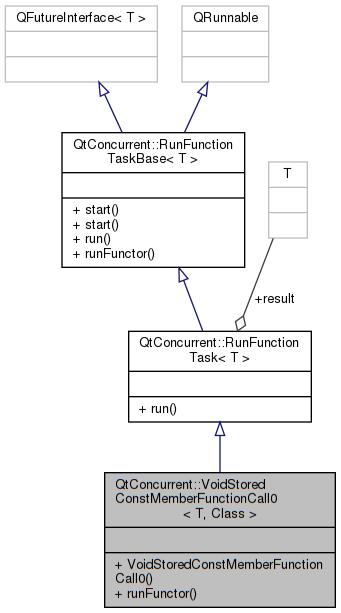 QFutureInterface< T >
QRunnable
QtConcurrent::RunFunction
TaskBase< T >
+ start()
+ start()
+ run()
+ runFunctor()
T
+result
QtConcurrent::RunFunction
Task< T >
+ run()
QtConcurrent::VoidStored
ConstMemberFunctionCall0
< T, Class >
+ VoidStoredConstMemberFunction
Call0()
+ runFunctor()